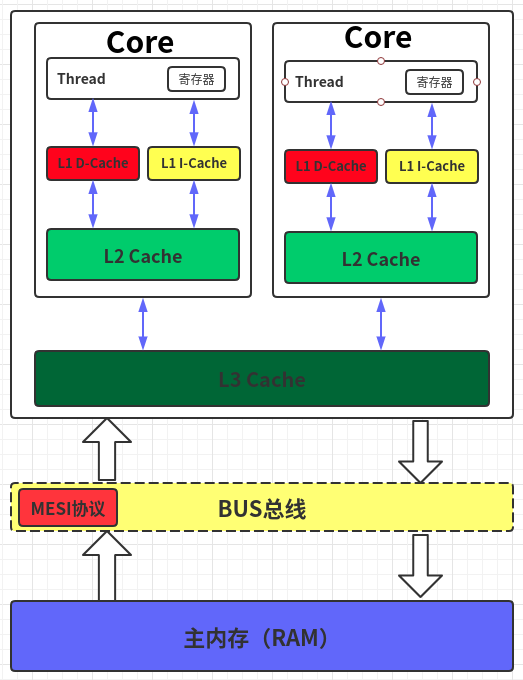 Core
Thread
寄存器
L1 D-Cache
L1 I-Cache
L2 Cache
Core
Thread
寄存器
L1 D-Cache
L1 I-Cache
L2 Cache
L3 Cache
MESI协议
BUS总线
主内存（RAM）